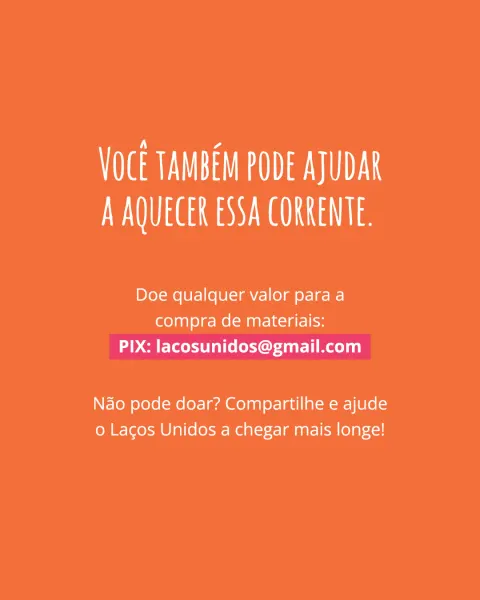 VOCÊ TAMBÉM PODE AJUDAR
A AQUECER ESSA CORRENTE.
Doe qualquer valor para a
compra de materiais:
PIX: lacosunidos@gmail.com
Não pode doar? Compartilhe e ajude
o Laços Unidos a chegar mais longe!